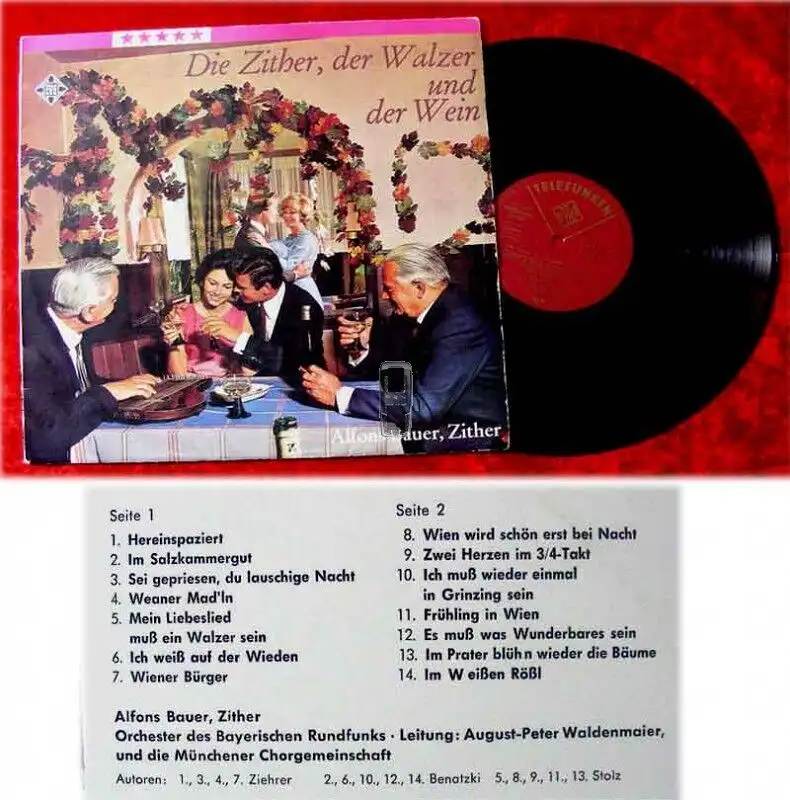 Die Zither, der Walzer
und
der Wein
TELEFUNKEN
Alfons Bauer, Zither
Seite 1
1. Hereinspaziert
2. Im Salzkammergut
3. Sei gepriesen, du lauschige Nacht
4. Weaner Mad'ln
5. Mein Liebeslied
muß ein Walzer sein
6. Ich weiß auf der Wieden
7. Wiener Bürger
Seite 2
8. Wien wird schön erst bei Nacht
9. Zwei Herzen im 3/4-Takt
10. Ich muß wieder einmal
in Grinzing sein
11. Frühling in Wien
12. Es muß was Wunderbares sein
13. Im Prater blühn wieder die Bäume
14. Im Weißen Rößl
Alfons Bauer, Zither
Orchester des Bayerischen Rundfunks · Leitung: August-Peter Waldenmaier,
und die Münchener Chorgemeinschaft
Autoren: 1., 3., 4., 7. Ziehrer 2., 6., 10., 12., 14. Benatzki 5., 8., 9., 11., 13. Stolz